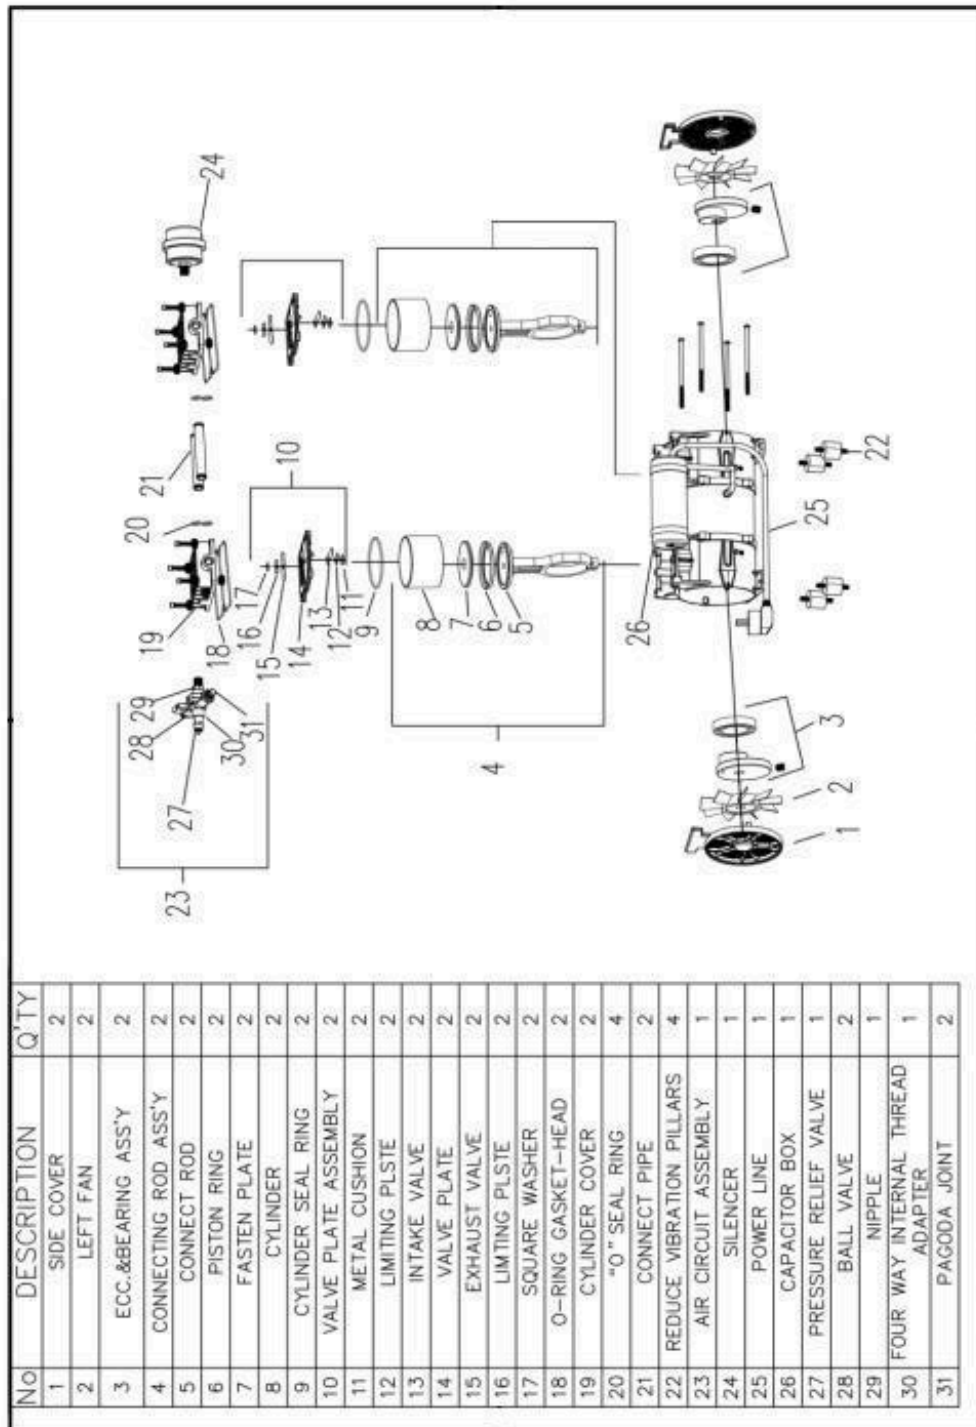 No DESCRIPTION Q'TY
1 SIDE COVER 2
2 LEFT FAN 2
3 ECC.&BEARING ASS'Y 2
4 CONNECTING ROD ASS'Y 2
5 CONNECT ROD 2
6 PISTON RING 2
7 FASTEN PLATE 2
8 CYLINDER 2
9 CYLINDER SEAL RING 2
10 VALVE PLATE ASSEMBLY 2
11 METAL CUSHION 2
12 LIMITING PLSTE 2
13 INTAKE VALVE 2
14 VALVE PLATE 2
15 EXHAUST VALVE 2
16 LIMTING PLSTE 2
17 SQUARE WASHER 2
18 O-RING GASKET-HEAD 2
19 CYLINDER COVER 2
20 "O" SEAL RING 4
21 CONNECT PIPE 2
22 REDUCE VIBRATION PILLARS 4
23 AIR CIRCUIT ASSEMBLY 1
24 SILENCER 1
25 POWER LINE 1
26 CAPACITOR BOX 1
27 PRESSURE RELIEF VALVE 1
28 BALL VALVE 2
29 NIPPLE 1
30 FOUR WAY INTERNAL THREAD 1
ADAPTER
31 PAGODA JOINT 2
23
27
28
29
30
31
19
18
20
21
24
17
16
15
14
13
12
11
10
9
8
7
6
5
4
26
25
22
3
2
1